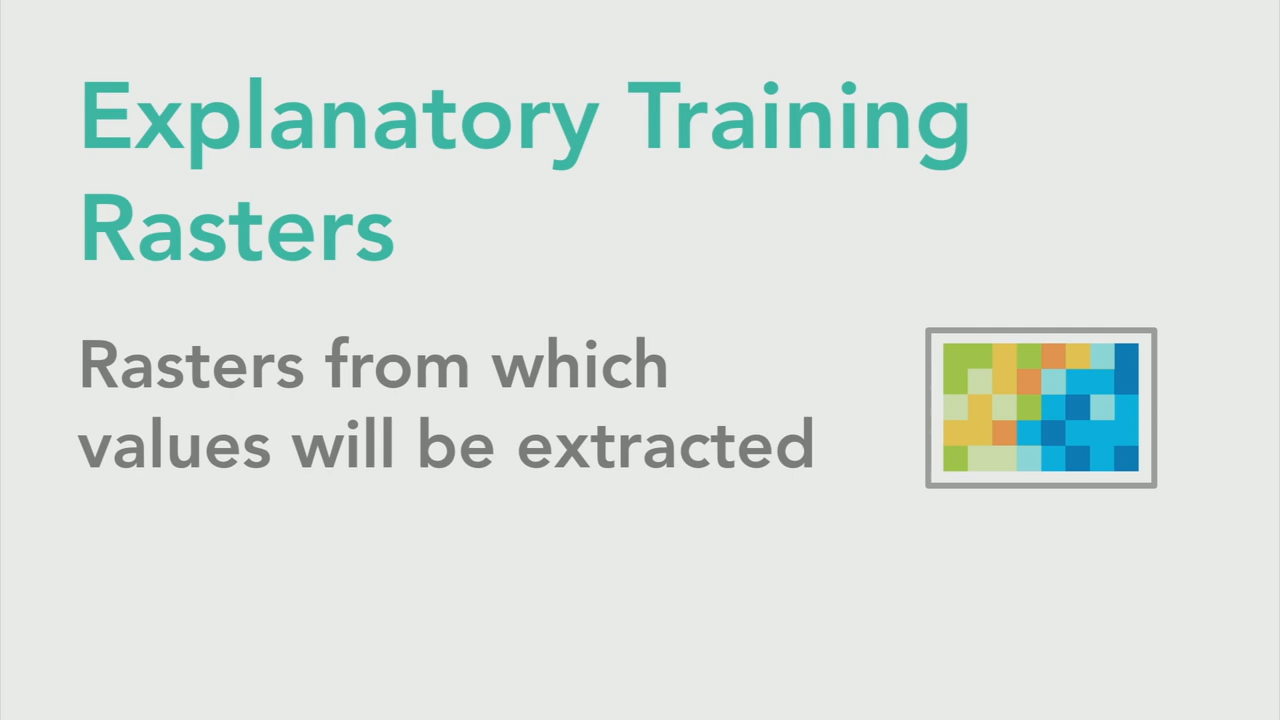 Explanatory Training
Rasters
Rasters from which
values will be extracted